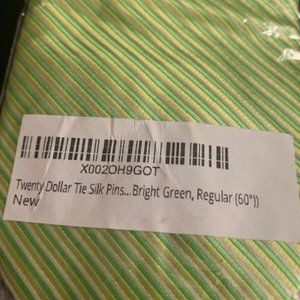 X002OH9GOT
Twenty Dollar Tie Silk Pins...Bright Green, Regular (60"))
New